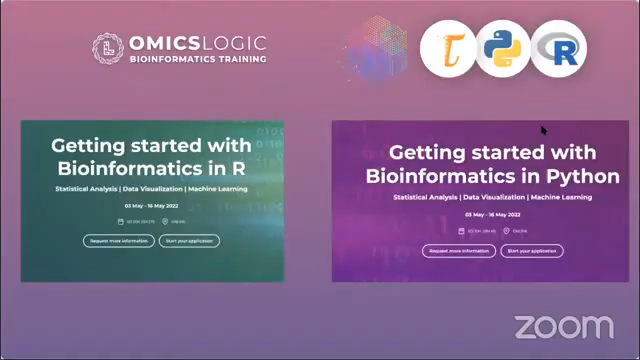 OMICSLOGIC
BIOINFORMATICS TRAINING
R
Getting started with
Bioinformatics in R
Statistical Analysis | Data Visualization | Machine Learning
03 May - 16 May 2022
ONLINE
Request more information
Start your application
Getting started with
Bioinformatics in Python
Statistical Analysis | Data Visualization | Machine Learning
03 May - 16 May 2022
ONLINE
Request more information
Start your application
zoom